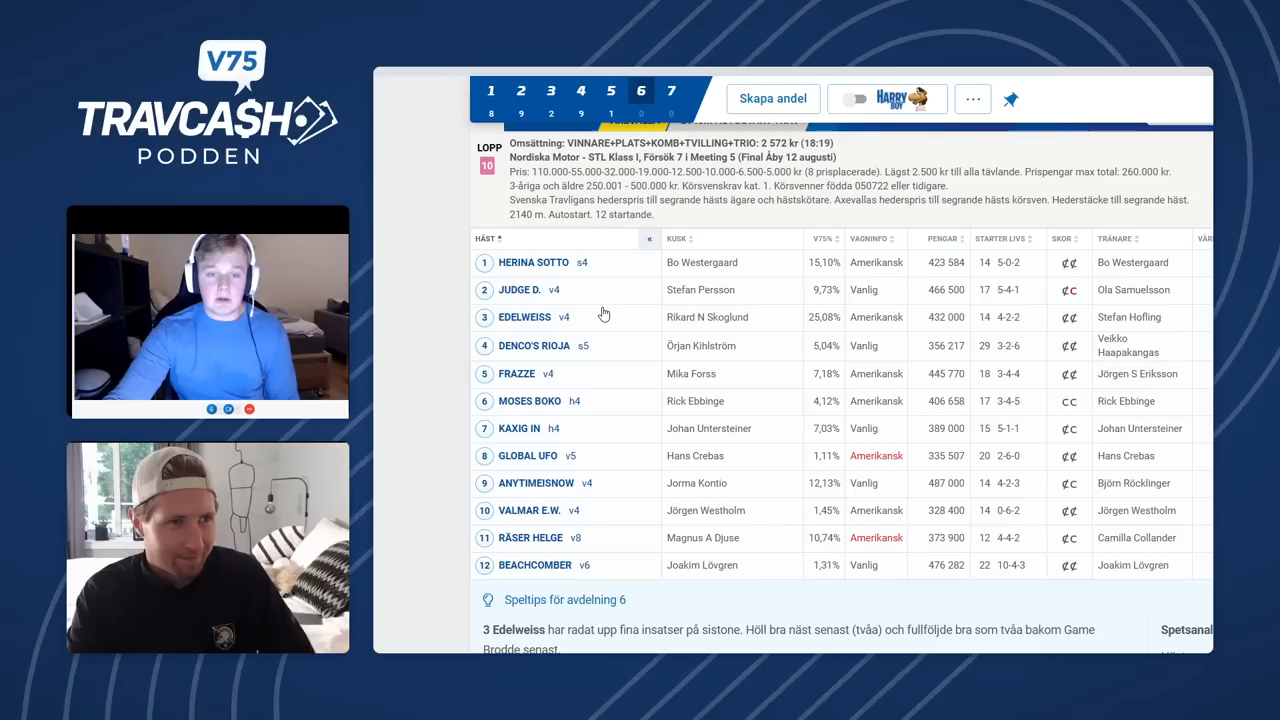 V75
TRAVCA$H
PODDEN
1 2 3 4 5 6 7
8 9 2 9 1 0 0
Skapa andel
HARRY BOY
...
LOPP
10
Omsättning: VINNARE+PLATS+KOMB+TVILLING+TRIO: 2 572 kr (18:19)
Nordiska Motor - STL Klass I, Försök 7 i Meeting 5 (Final Åby 12 augusti)
Pris: 110.000-55.000-32.000-19.000-12.500-10.000-6.500-5.000 kr (8 prisplacerade). Lägst 2.500 kr till alla tävlande. Prispengar max total: 260.000 kr.
3-åriga och äldre 250.001 - 500.000 kr. Körsvenskrav kat. 1. Körsvenner födda 050722 eller tidigare.
Svenska Travligans hederspris till segrande hästs ägare och hästskötare. Axevallas hederspris till segrande hästs körsven. Hederstäcke till segrande häst.
2140 m. Autostart. 12 startande.
HÄST « KUSK V75% VAGNINFO PENGAR STARTER LIVS SKOR TRÄNARE
1 HERINA SOTTO s4 Bo Westergaard 15,10% Amerikansk 423 584 14 5-0-2 ȼȼ Bo Westergaard
2 JUDGE D. v4 Stefan Persson 9,73% Vanlig 466 500 17 5-4-1 ȼC Ola Samuelsson
3 EDELWEISS v4 Rikard N Skoglund 25,08% Amerikansk 432 000 14 4-2-2 ȼȼ Stefan Hofling
4 DENCO'S RIOJA s5 Örjan Kihlström 5,04% Vanlig 356 217 29 3-2-6 ȼȼ Veikko Haapakangas
5 FRAZZE v4 Mika Forss 7,18% Amerikansk 445 770 18 3-4-4 ȼȼ Jörgen S Eriksson
6 MOSES BOKO h4 Rick Ebbinge 4,12% Amerikansk 406 658 17 3-4-5 CC Rick Ebbinge
7 KAXIG IN h4 Johan Untersteiner 7,03% Vanlig 389 000 15 5-1-1 ȼC Johan Untersteiner
8 GLOBAL UFO v5 Hans Crebas 1,11% Amerikansk 335 507 20 2-6-0 ȼȼ Hans Crebas
9 ANYTIMEISNOW v4 Jorma Kontio 12,13% Vanlig 487 000 14 4-2-3 ȼC Björn Röcklinger
10 VALMAR E.W. v4 Jörgen Westholm 1,45% Amerikansk 328 400 14 0-6-2 ȼȼ Jörgen Westholm
11 RÄSER HELGE v8 Magnus A Djuse 10,74% Amerikansk 373 900 12 4-4-2 ȼC Camilla Collander
12 BEACHCOMBER v6 Joakim Lövgren 1,31% Vanlig 476 282 22 10-4-3 ȼȼ Joakim Lövgren
Speltips för avdelning 6
3 Edelweiss har radat upp fina insatser på sistone. Höll bra näst senast (tvåa) och fullföljde bra som tvåa bakom Game
Brodde senast.
Spetsanal